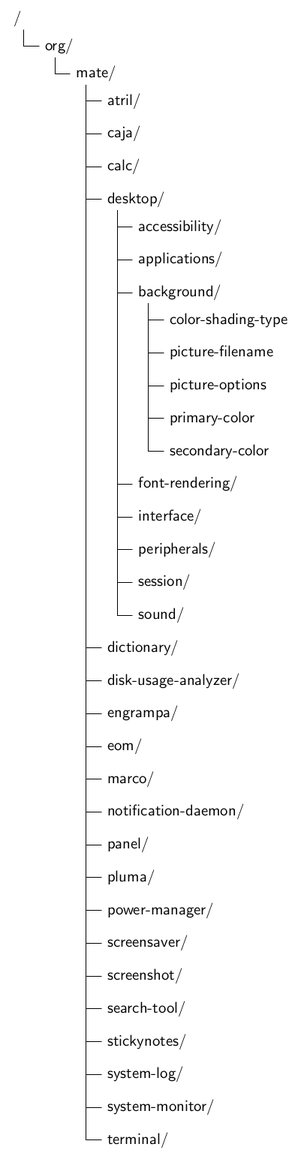 /
org/
mate/
atril/
caja/
calc/
desktop/
accessibility/
applications/
background/
color-shading-type
picture-filename
picture-options
primary-color
secondary-color
font-rendering/
interface/
peripherals/
session/
sound/
dictionary/
disk-usage-analyzer/
engrampa/
eom/
marco/
notification-daemon/
panel/
pluma/
power-manager/
screensaver/
screenshot/
search-tool/
stickynotes/
system-log/
system-monitor/
terminal/